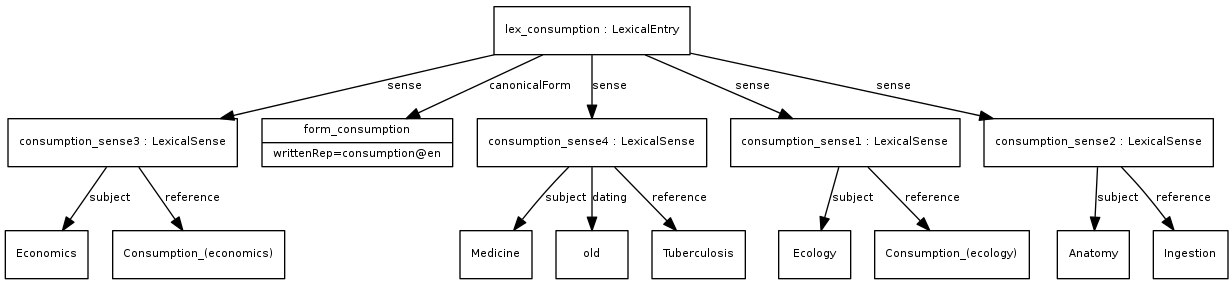 lex_consumption : LexicalEntry
sense
canonicalForm
sense
sense
sense
consumption_sense3 : LexicalSense
form_consumption
writtenRep=consumption@en
consumption_sense4 : LexicalSense
consumption_sense1 : LexicalSense
consumption_sense2 : LexicalSense
subject
reference
subject
dating
reference
subject
reference
subject
reference
Economics
Consumption_(economics)
Medicine
old
Tuberculosis
Ecology
Consumption_(ecology)
Anatomy
Ingestion